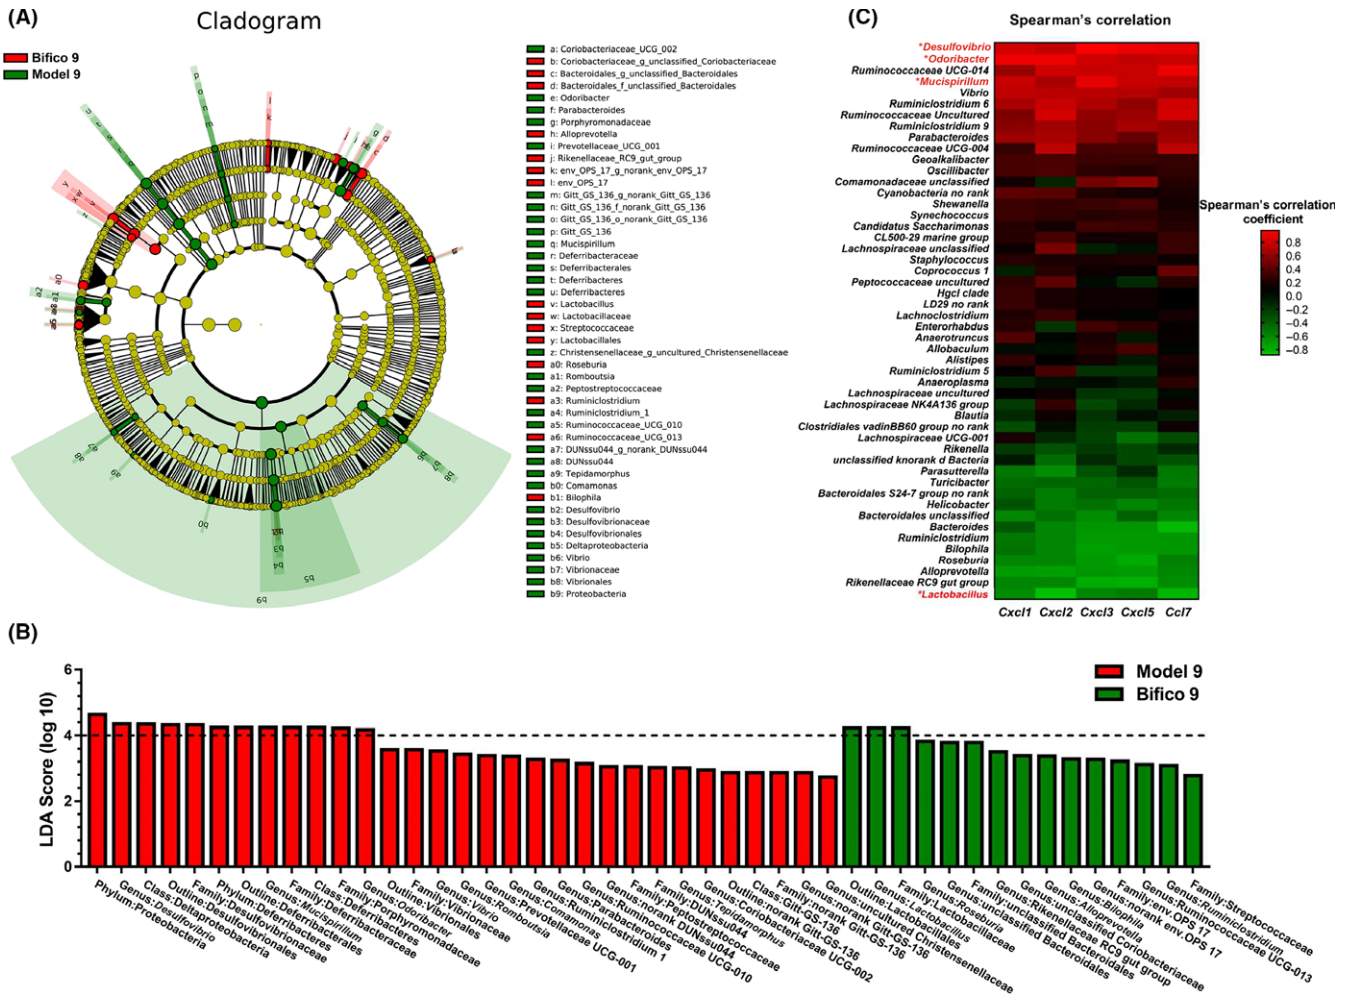 (A)
Cladogram
Bifico 9
Model 9
a: Coriobacteriaceae_UCG_002
b: Coriobacteriaceae_g_unclassified_Coriobacteriaceae
c: Bacteroidales_g_unclassified_Bacteroidales
d: Bacteroidales_f_unclassified_Bacteroidales
e: Odoribacter
f: Parabacteroides
g: Porphyromonadaceae
h: Alloprevotella
i: Prevotellaceae_UCG_001
j: Rikenellaceae_RC9_gut_group
k: env_OPS_17_g_norank_env_OPS_17
l: env_OPS_17
m: Gitt_GS_136_g_norank_Gitt_GS_136
n: Gitt_GS_136_f_norank_Gitt_GS_136
o: Gitt_GS_136_o_norank_Gitt_GS_136
p: Gitt_GS_136
q: Mucispirillum
r: Deferribacteraceae
s: Deferribacterales
t: Deferribacteres
u: Deferribacteres
v: Lactobacillus
w: Lactobacillaceae
x: Streptococcaceae
y: Lactobacillales
z: Christensenellaceae_g_uncultured_Christensenellaceae
a0: Roseburia
a1: Romboutsia
a2: Peptostreptococcaceae
a3: Ruminiclostridium
a4: Ruminiclostridium_1
a5: Ruminococcaceae_UCG_010
a6: Ruminococcaceae_UCG_013
a7: DUNssu044_g_norank_DUNssu044
a8: DUNssu044
a9: Tepidamorphus
b0: Comamonas
b1: Bilophila
b2: Desulfovibrio
b3: Desulfovibrionaceae
b4: Desulfovibrionales
b5: Deltaproteobacteria
b6: Vibrio
b7: Vibrionaceae
b8: Vibrionales
b9: Proteobacteria
p
o
l
k
y
w
x
v
z
a0
a2
a1
a7
a8
a9
b0
b3
b4
b5
b9
b7
b8
(C)
Spearman's correlation
*Desulfovibrio
*Odoribacter
Ruminococcaceae UCG-014
*Mucispirillum
Vibrio
Ruminiclostridium 6
Ruminococcaceae Uncultured
Ruminiclostridium 9
Parabacteroides
Ruminococcaceae UCG-004
Geoalkalibacter
Oscillibacter
Comamonadaceae unclassified
Cyanobacteria no rank
Shewanella
Synechococcus
Candidatus Saccharimonas
CL500-29 marine group
Lachnospiraceae unclassified
Staphylococcus
Coprococcus 1
Peptococcaceae uncultured
Hgcl clade
LD29 no rank
Lachnoclostridium
Enterorhabdus
Anaerotruncus
Allobaculum
Alistipes
Ruminiclostridium 5
Anaeroplasma
Lachnospiraceae uncultured
Lachnospiraceae NK4A136 group
Blautia
Clostridiales vadinBB60 group no rank
Lachnospiraceae UCG-001
Rikenella
unclassified knorank d Bacteria
Parasutterella
Turicibacter
Bacteroidales S24-7 group no rank
Helicobacter
Bacteroidales unclassified
Bacteroides
Ruminiclostridium
Bilophila
Roseburia
Alloprevotella
Rikenellaceae RC9 gut group
*Lactobacillus
Cxcl1 Cxcl2 Cxcl3 Cxcl5 Ccl7
Spearman's correlation
coefficient
0.8
0.6
0.4
0.2
0.0
−0.2
−0.4
−0.6
−0.8
(B)
LDA Score (log 10)
6
4
2
0
Model 9
Bifico 9
Phylum:Proteobacteria
Genus:Desulfovibrio
Class:Deltaproteobacteria
Outline:Desulfovibrionales
Family:Desulfovibrionaceae
Phylum:Deferribacteres
Outline:Deferribacterales
Genus:Mucispirillum
Family:Deferribacteraceae
Class:Deferribacteres
Family:Porphyromonadaceae
Genus:Odoribacter
Outline:Vibrionales
Family:Vibrionaceae
Genus:Vibrio
Genus:Romboutsia
Genus:Prevotellaceae UCG-001
Genus:Comamonas
Genus:Ruminiclostridium 1
Genus:Parabacteroides
Genus:Ruminococcaceae UCG-010
Genus:norank DUNssu044
Family:Peptostreptococcaceae
Family:DUNssu044
Genus:Tepidamorphus
Genus:Coriobacteriaceae UCG-002
Outline:norank Gitt-GS-136
Class:Gitt-GS-136
Family:norank Gitt-GS-136
Genus:norank Gitt-GS-136
Genus:uncultured Christensenellaceae
Outline:Lactobacillales
Genus:Lactobacillus
Family:Lactobacillaceae
Genus:Roseburia
Genus:unclassified Bacteroidales
Family:unclassified Bacteroidales
Genus:Rikenellaceae RC9 gut group
Genus:unclassified Coriobacteriaceae
Genus:Alloprevotella
Genus:Bilophila
Genus:norank env.OPS 17
Family:env.OPS 17
Genus:Ruminococcaceae UCG-013
Genus:Ruminiclostridium
Family:Streptococcaceae